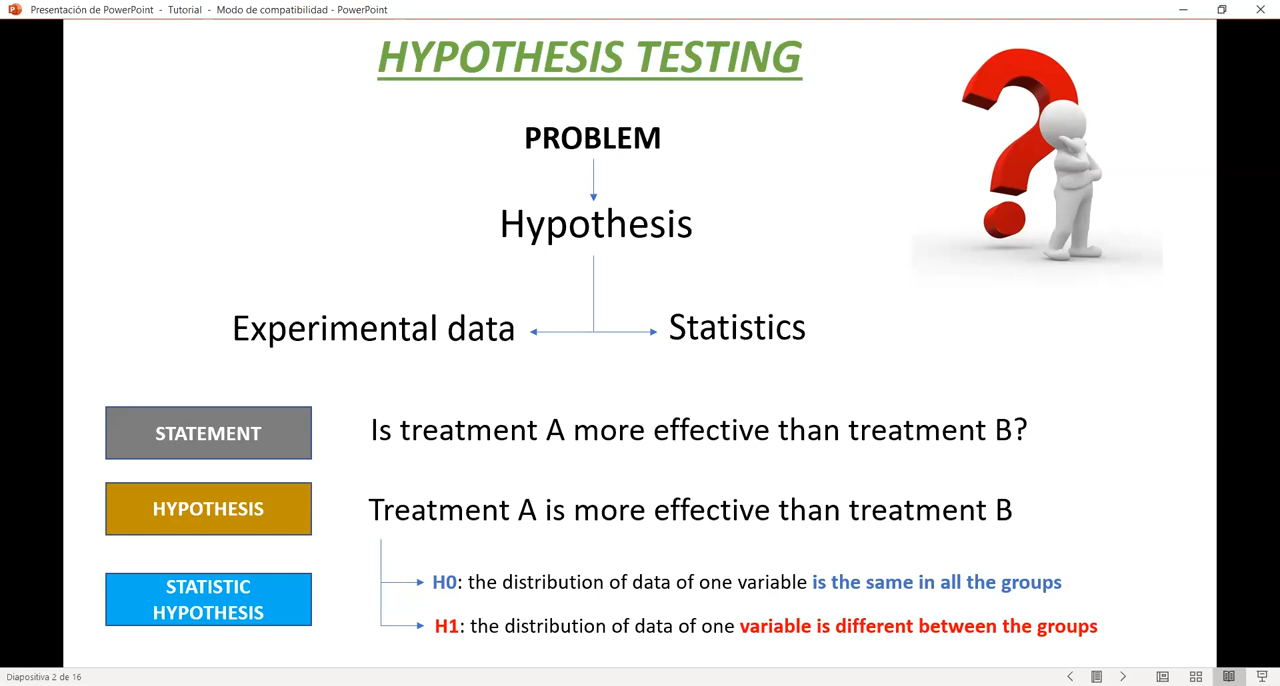 Presentación de PowerPoint - Tutorial - Modo de compatibilidad - PowerPoint
HYPOTHESIS TESTING
PROBLEM
Hypothesis
Experimental data
Statistics
STATEMENT
Is treatment A more effective than treatment B?
HYPOTHESIS
Treatment A is more effective than treatment B
STATISTIC
HYPOTHESIS
H0: the distribution of data of one variable is the same in all the groups
H1: the distribution of data of one variable is different between the groups
Diapositiva 2 de 16